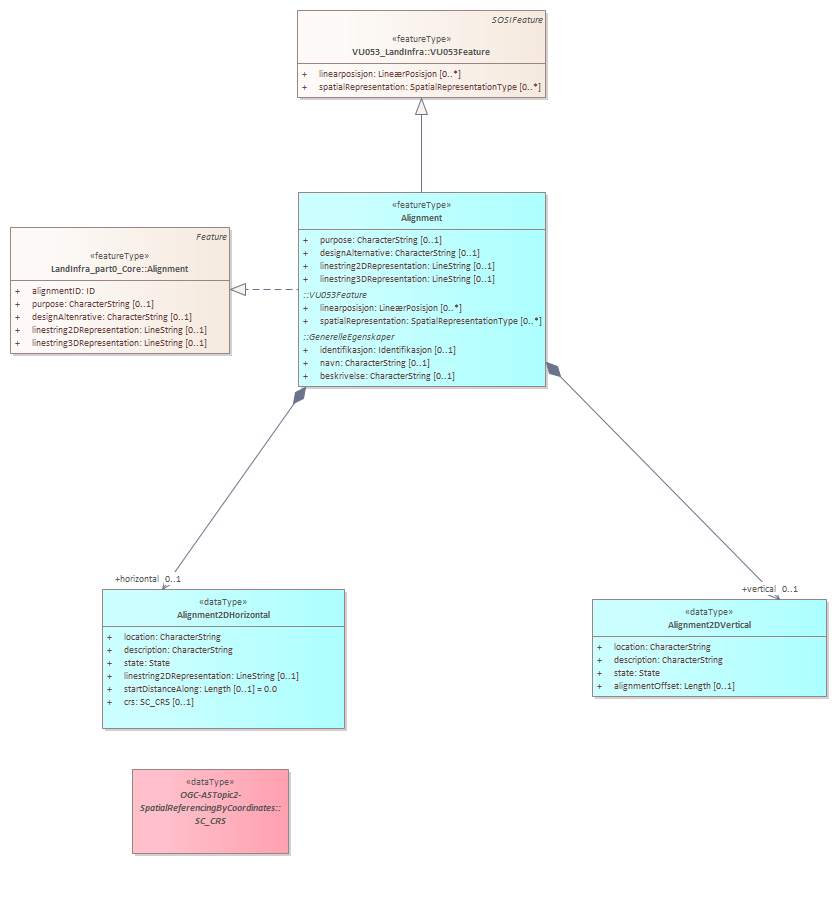 SOSIFeature
«featureType»
VU053_LandInfra::VU053Feature
+ linearposisjon: LineærPosisjon [0..*]
+ spatialRepresentation: SpatialRepresentationType [0..*]
«featureType»
Alignment
+ purpose: CharacterString [0..1]
+ designAlternative: CharacterString [0..1]
+ linestring2DRepresentation: LineString [0..1]
+ linestring3DRepresentation: LineString [0..1]
::VU053Feature
+ linearposisjon: LineærPosisjon [0..*]
+ spatialRepresentation: SpatialRepresentationType [0..*]
::GenerelleEgenskaper
+ identifikasjon: Identifikasjon [0..1]
+ navn: CharacterString [0..1]
+ beskrivelse: CharacterString [0..1]
Feature
«featureType»
LandInfra_part0_Core::Alignment
+ alignmentID: ID
+ purpose: CharacterString [0..1]
+ designAltenrative: CharacterString [0..1]
+ linestring2DRepresentation: LineString [0..1]
+ linestring3DRepresentation: LineString [0..1]
+horizontal 0..1
+vertical 0..1
«dataType»
Alignment2DHorizontal
+ location: CharacterString
+ description: CharacterString
+ state: State
+ linestring2DRepresentation: LineString [0..1]
+ startDistanceAlong: Length [0..1] = 0.0
+ crs: SC_CRS [0..1]
«dataType»
Alignment2DVertical
+ location: CharacterString
+ description: CharacterString
+ state: State
+ alignmentOffset: Length [0..1]
«dataType»
OGC-ASTopic2-
SpatialReferencingByCoordinates::
SC_CRS